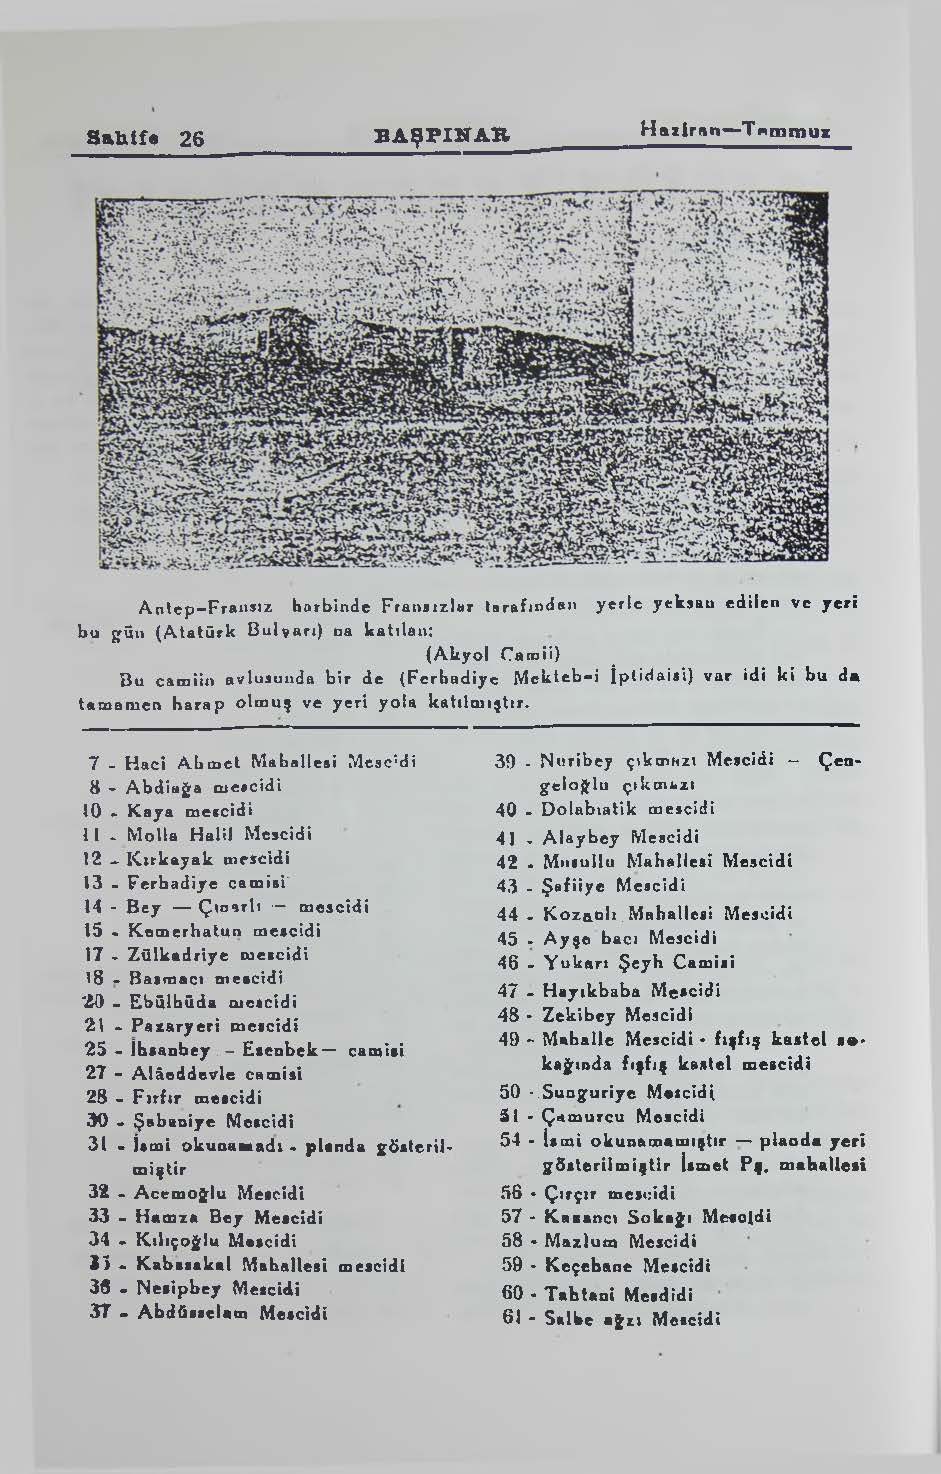 Sahife 26
BAŞPINAR
Haziran—Temmuz
Antep-Fransız harbinde Fransızlar tarafından yerle yeksan edilen ve yeri
bu gün (Atatürk Bulvarı) na katılan:
(Akyol Camii)
Bu camiin avlusunda bir de (Ferhadiye Mekteb-i İptidaisi) var idi ki bu da
tamamen harap olmuş ve yeri yola katılmıştır.
7 - Haci Ahmet Mahallesi Mescidi
8 - Abdiağa mescidi
10 - Kaya mescidi
11 - Molla Halil Mescidi
12 - Kırkayak mescidi
13 - Ferhadiye camisi
14 - Bey — Çınarlı — mescidi
15 - Kemerhatun mescidi
17 - Zülkadriye mescidi
18 - Basmacı mescidi
20 - Ebülhüda mescidi
21 - Pazaryeri mescidi
25 - İhsanbey - Esenbek— camisi
27 - Alâeddevle camisi
28 - Fırfır mescidi
30 - Şabaniye Mescidi
31 - İsmi okunamadı - planda gösteril-
miştir
32 - Acemoğlu Mescidi
33 - Hamza Bey Mescidi
34 - Kılıçoğlu Mescidi
35 - Kabasakal Mahallesi mescidi
36 - Nesipbey Mescidi
37 - Abdüsselam Mescidi
39 - Nuribey çıkmazı Mescidi - Çen-
geloğlu çıkmazı
40 - Dolabıatik mescidi
41 - Alaybey Mescidi
42 - Musullu Mahallesi Mescidi
43 - Şafiiye Mescidi
44 - Kozanlı Mahallesi Mescidi
45 - Ayşe bacı Mescidi
46 - Yukarı Şeyh Camisi
47 - Hayıkbaba Mescidi
48 - Zekibey Mescidi
49 - Mahalle Mescidi - fışfış kastel so-
kağında fışfış kastel mescidi
50 - Sunguriye Mescidi
51 - Çamurcu Mescidi
54 - İsmi okunamamıştır — planda yeri
gösterilmiştir İsmet Pş. mahallesi
56 - Çırçır mescidi
57 - Kazancı Sokağı Mescidi
58 - Mazlum Mescidi
59 - Keçehane Mescidi
60 - Tahtani Mesdidi
61 - Salbe ağzı Mescidi